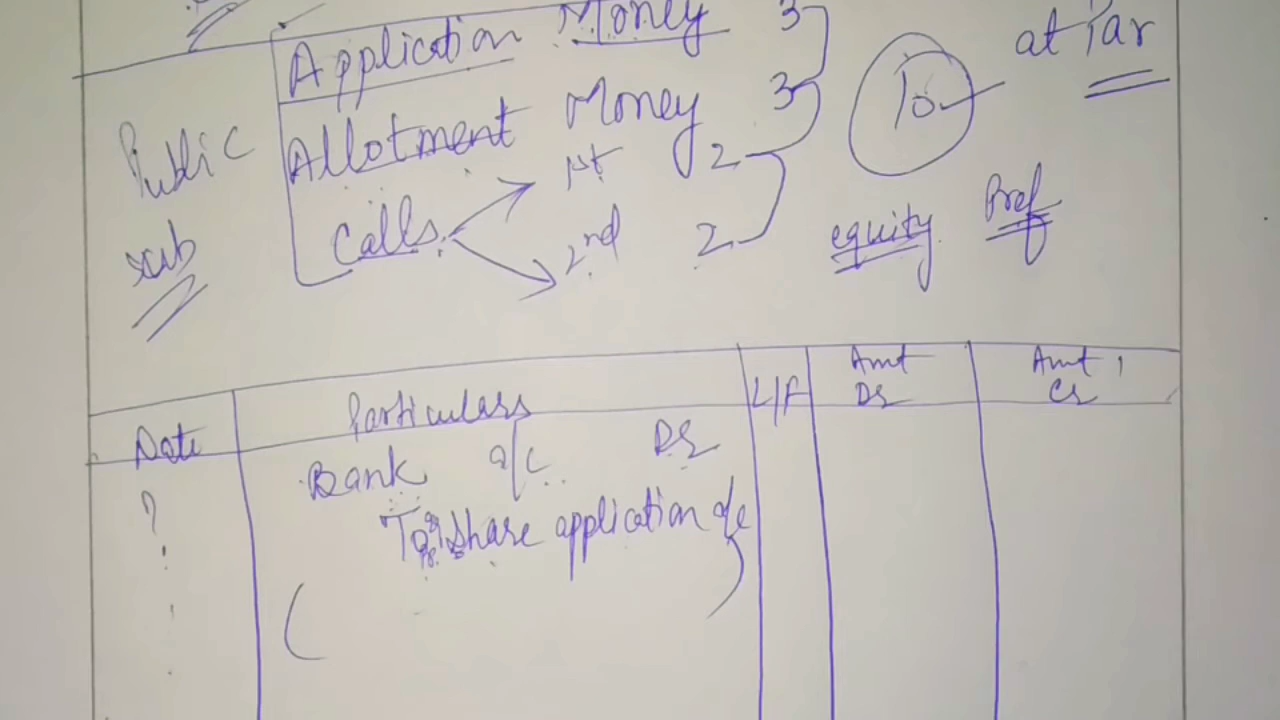 Application Money 3
at Par
10
Allotment Money 3
Public
sub
Calls 1st 2
2nd 2
equity Pref
Date Particulars L/F Amt Dr Amt Cr
? Bank a/c Dr
To share application a/c
( )